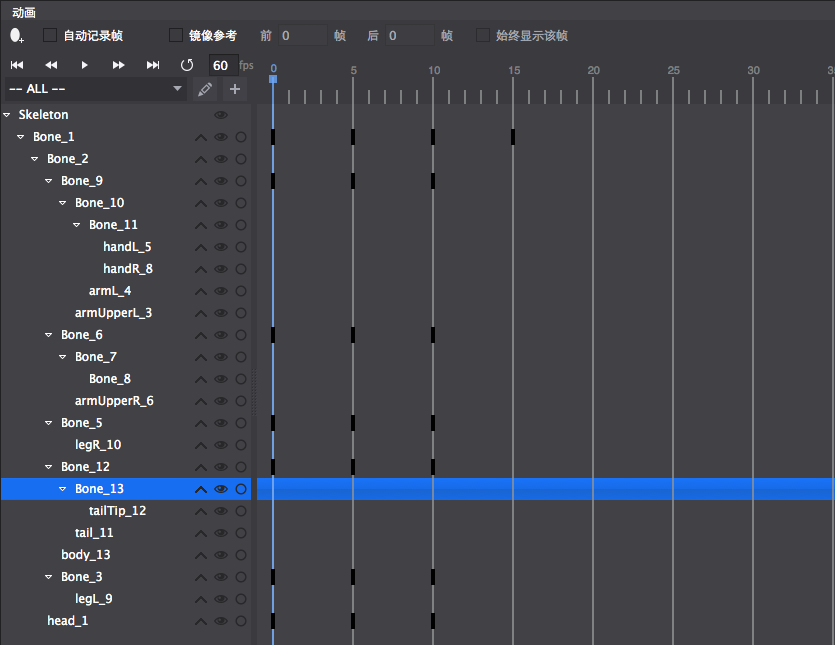 动画
自动记录帧 镜像参考 前 0 帧 后 0 帧 始终显示该帧
60 fps 0 5 10 15 20 25 30
-- ALL --
Skeleton
Bone_1
Bone_2
Bone_9
Bone_10
Bone_11
handL_5
handR_8
armL_4
armUpperL_3
Bone_6
Bone_7
Bone_8
armUpperR_6
Bone_5
legR_10
Bone_12
Bone_13
tailTip_12
tail_11
body_13
Bone_3
legL_9
head_1